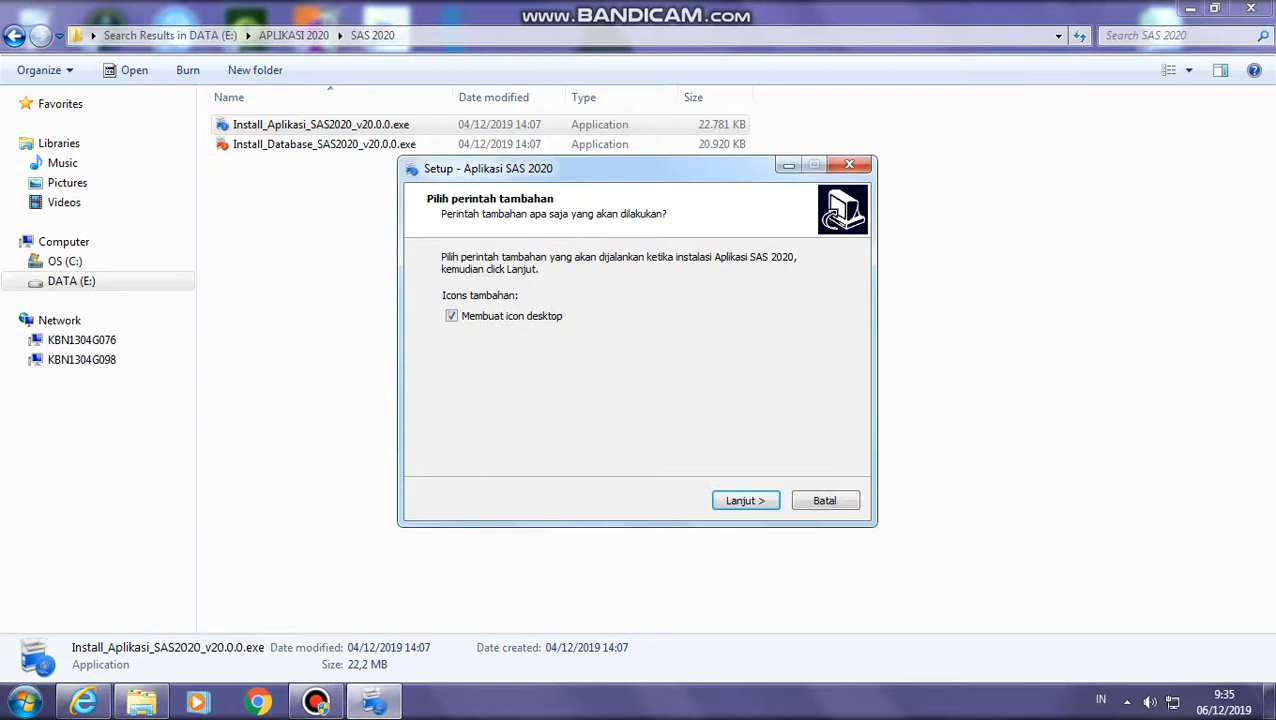 www.BANDICAM.com
Search Results in DATA (E:) APLIKASI 2020 SAS 2020
Search SAS 2020
Organize Open Burn New folder
Name Date modified Type Size
Favorites
Install_Aplikasi_SAS2020_v20.0.0.exe 04/12/2019 14:07 Application 22.781 KB
Install_Database_SAS2020_v20.0.0.exe 04/12/2019 14:07 Application 20.920 KB
Libraries
Music
Pictures
Videos
Computer
OS (C:)
DATA (E:)
Network
KBN1304G076
KBN1304G098
Setup - Aplikasi SAS 2020
Pilih perintah tambahan
Perintah tambahan apa saja yang akan dilakukan?
Pilih perintah tambahan yang akan dijalankan ketika instalasi Aplikasi SAS 2020,
kemudian click Lanjut.
Icons tambahan:
Membuat icon desktop
Lanjut > Batal
Install_Aplikasi_SAS2020_v20.0.0.exe Date modified: 04/12/2019 14:07 Date created: 04/12/2019 14:07
Application Size: 22,2 MB
IN
9:35
06/12/2019